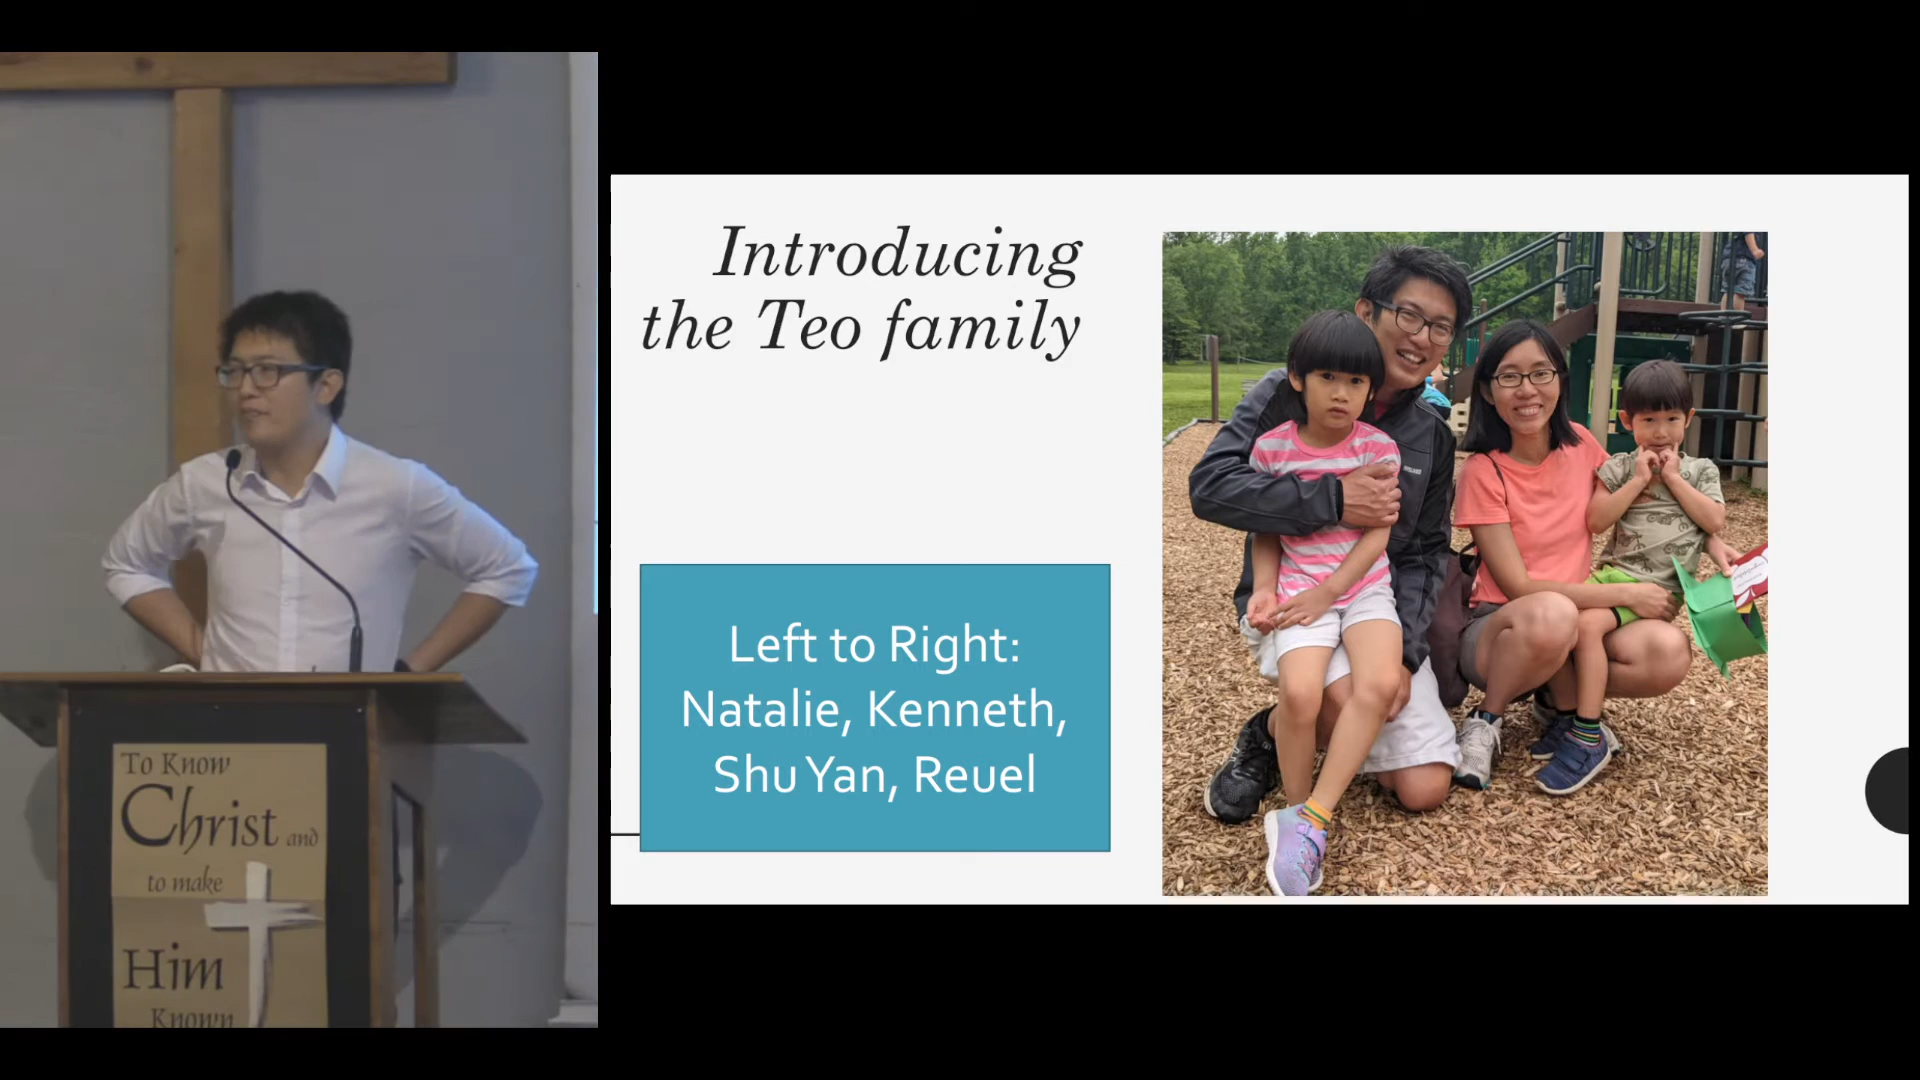 Introducing
the Teo family
Left to Right:
Natalie, Kenneth,
Shu Yan, Reuel
To Know
Christ and
to make
Him
Known